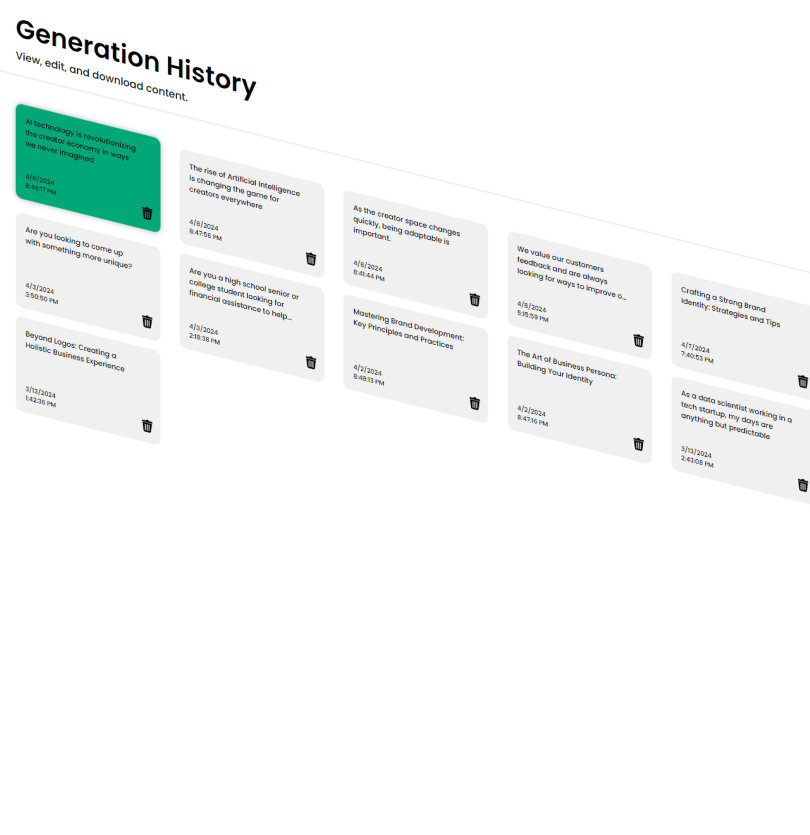 Generation History
View, edit, and download content.
AI technology is revolutionizing
the creator economy in ways
we never imagined
4/8/2024
8:48:17 PM
The rise of Artificial Intelligence
is changing the game for
creators everywhere
4/8/2024
8:47:56 PM
As the creator space changes
quickly, being adaptable is
important.
4/8/2024
8:41:44 PM
We value our customers
feedback and are always
looking for ways to improve o...
4/8/2024
5:15:59 PM
Crafting a Strong Brand
Identity: Strategies and Tips
4/7/2024
7:40:53 PM
Are you looking to come up
with something more unique?
4/3/2024
3:50:50 PM
Are you a high school senior or
college student looking for
financial assistance to help...
4/3/2024
2:18:38 PM
Mastering Brand Development:
Key Principles and Practices
4/2/2024
8:48:13 PM
The Art of Business Persona:
Building Your Identity
4/2/2024
8:47:16 PM
As a data scientist working in a
tech startup, my days are
anything but predictable
3/13/2024
2:43:08 PM
Beyond Logos: Creating a
Holistic Business Experience
3/13/2024
1:42:36 PM